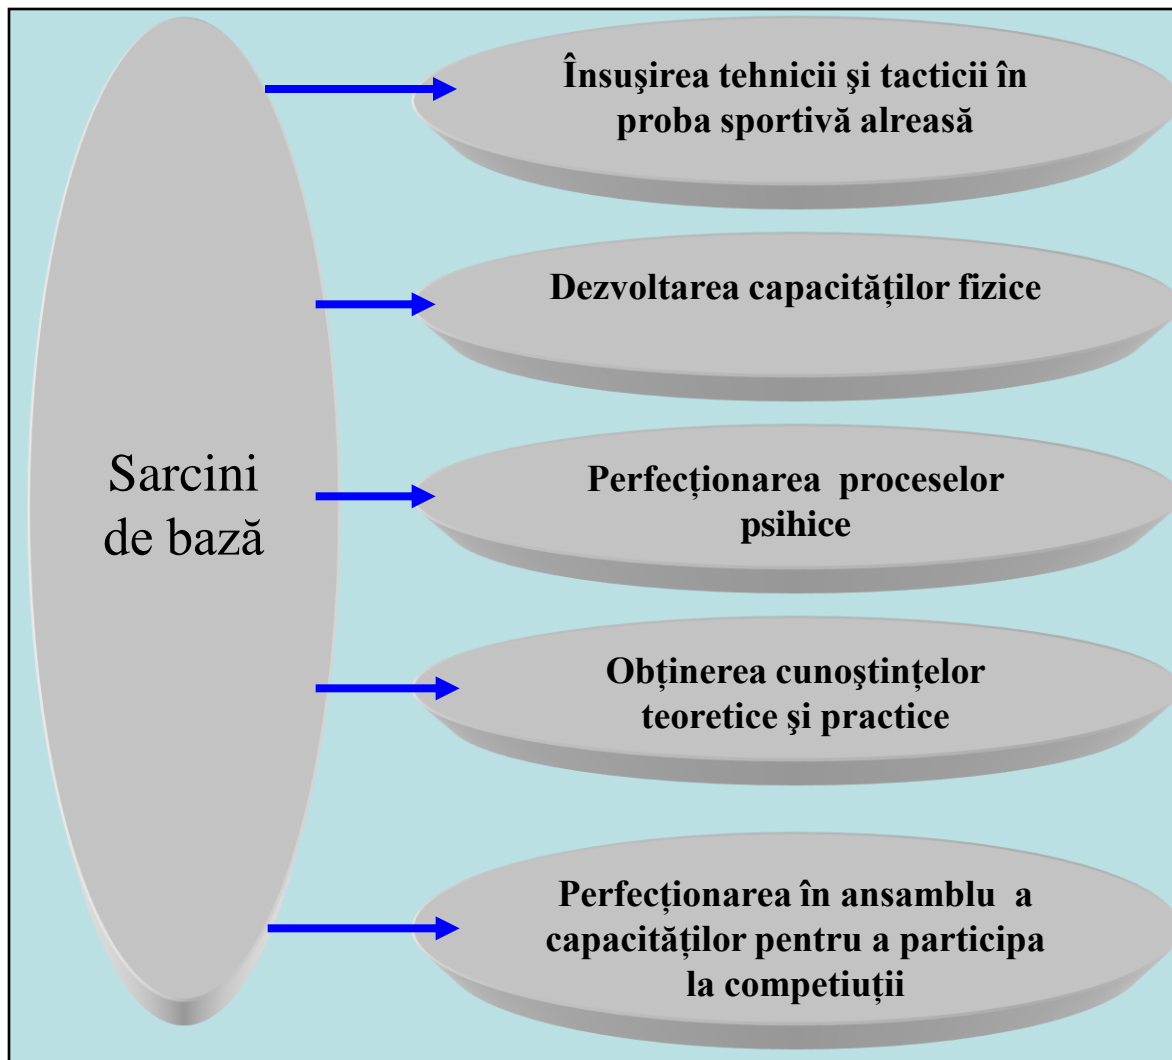 Sarcini
de bază
Însuşirea tehnicii şi tacticii în
proba sportivă alreasă
Dezvoltarea capacităților fizice
Perfecționarea proceselor
psihice
Obținerea cunoştințelor
teoretice şi practice
Perfecționarea în ansamblu a
capacităților pentru a participa
la competiuții